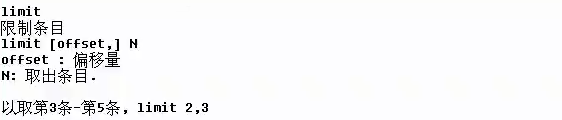 limit
限制条目
limit [offset,] N
offset : 偏移量
N: 取出条目.
以取第3条-第5条, limit 2,3